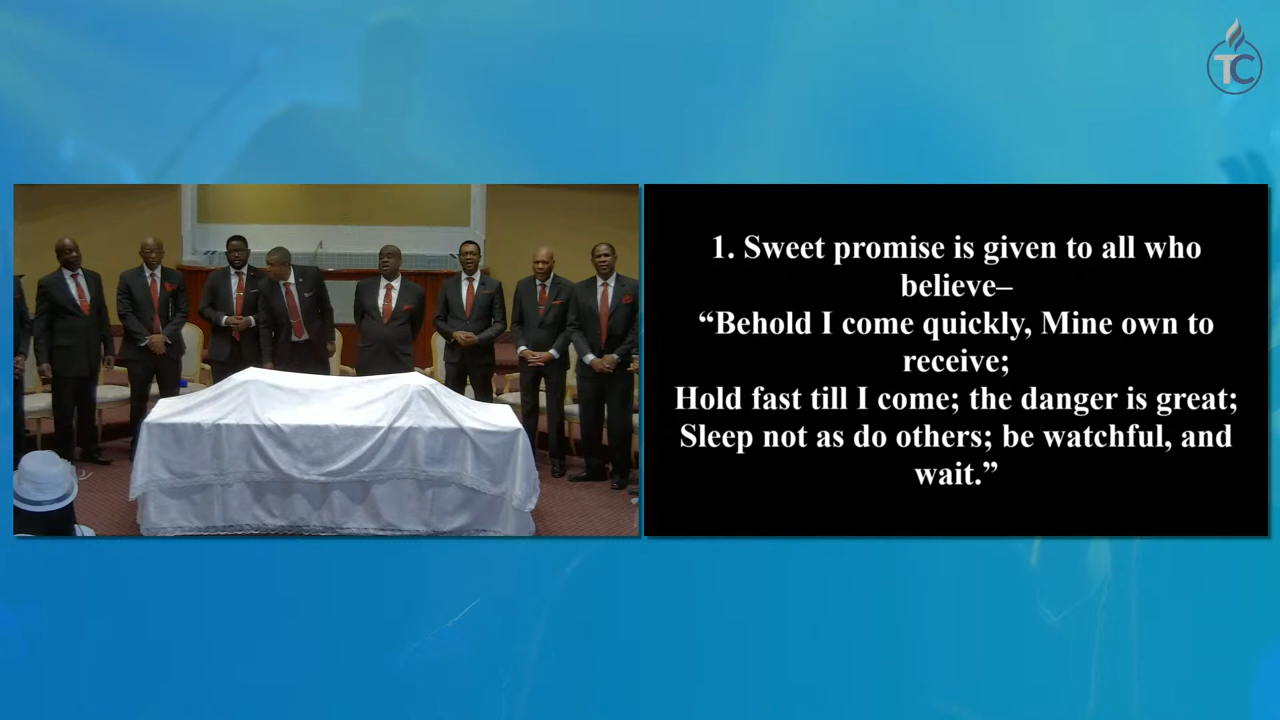 TC
1. Sweet promise is given to all who
believe–
“Behold I come quickly, Mine own to
receive;
Hold fast till I come; the danger is great;
Sleep not as do others; be watchful, and
wait.”